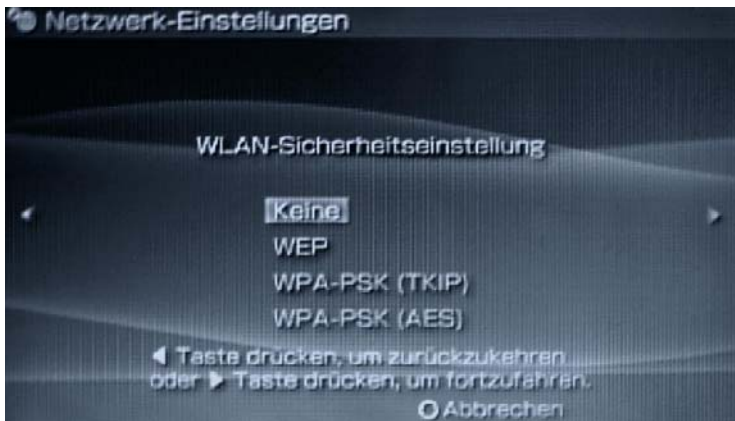 Netzwerk-Einstellungen
WLAN-Sicherheitseinstellung
Keine
WEP
WPA-PSK (TKIP)
WPA-PSK (AES)
◀ Taste drücken, um zurückzukehren
oder ▶ Taste drücken, um fortzufahren.
Abbrechen